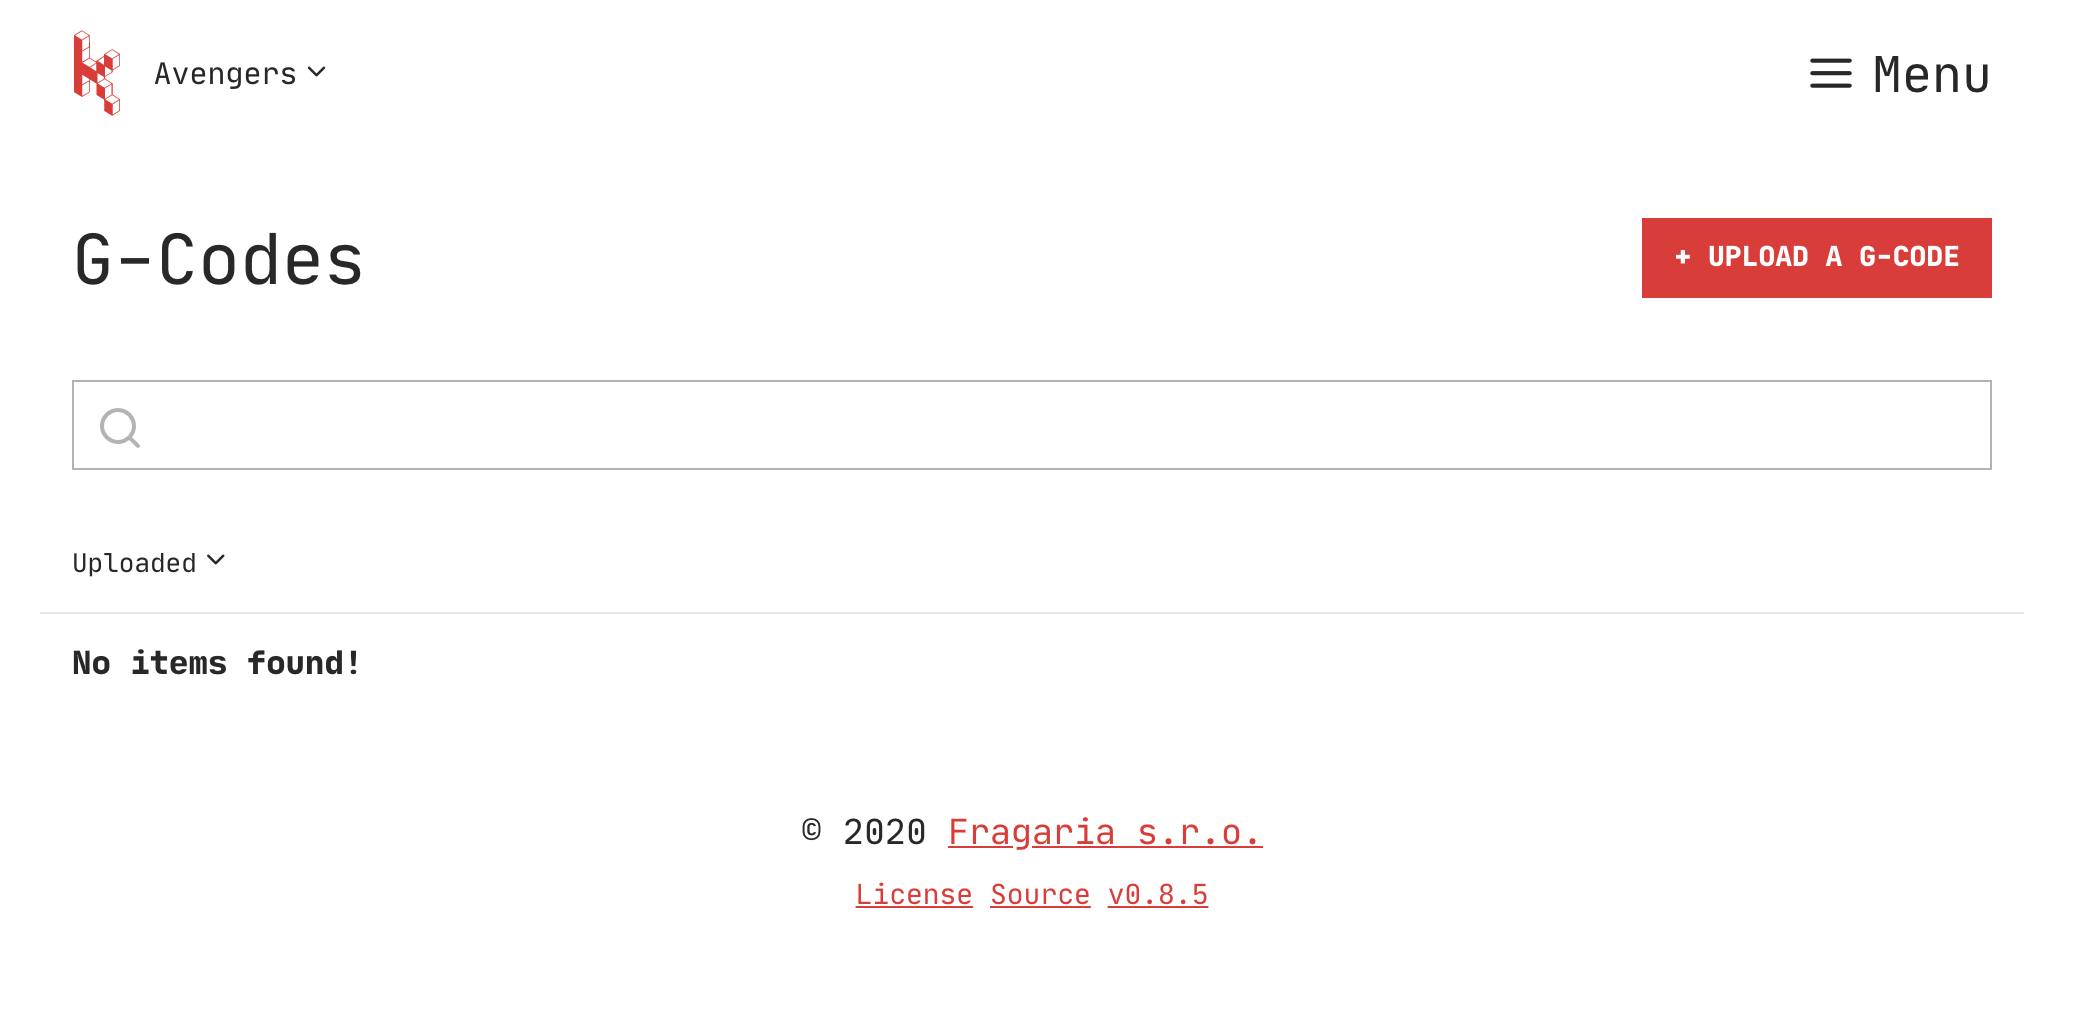 Avengers
Menu
G-Codes
+ UPLOAD A G-CODE
Uploaded
No items found!
© 2020 Fragaria s.r.o.
License Source v0.8.5